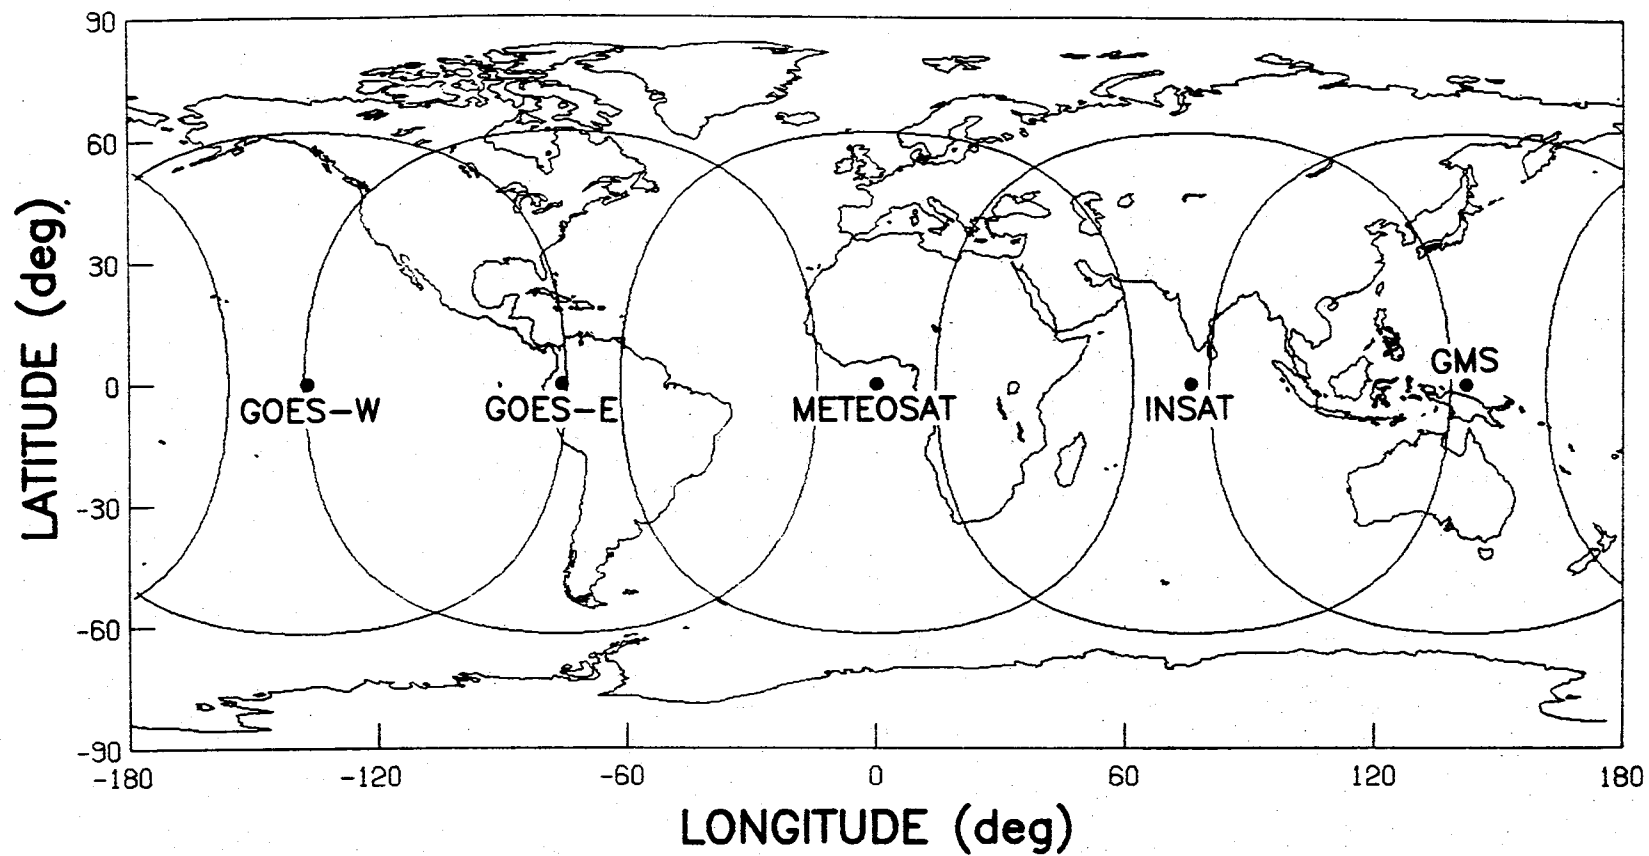 90
60
30
0
-30
-60
-90
LATITUDE (deg)
GMS
GOES-W
GOES-E
METEOSAT
INSAT
-180
-120
-60
0
60
120
180
LONGITUDE (deg)